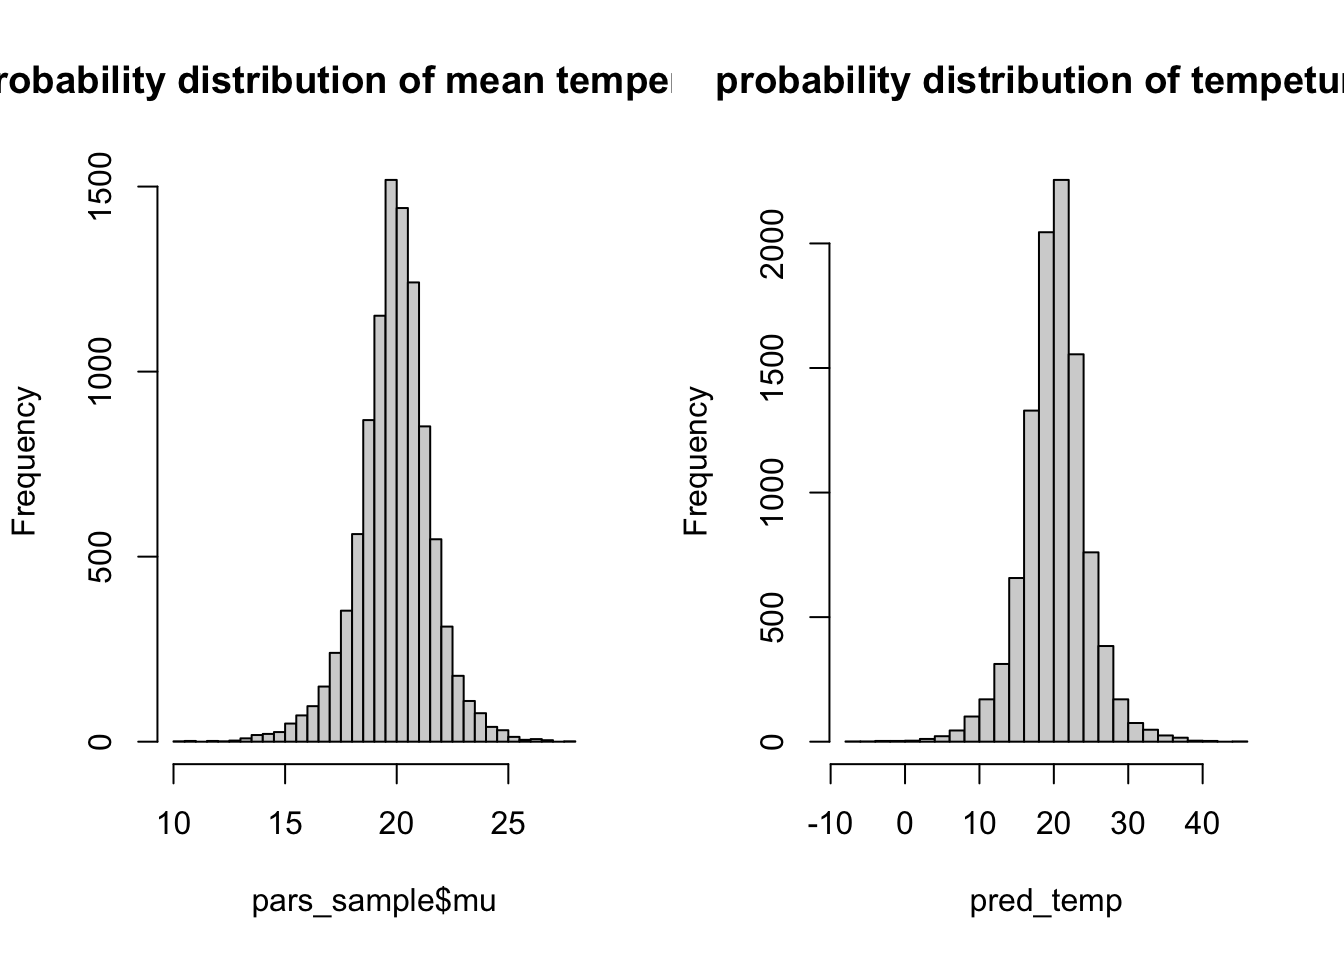 robability distribution of mean temper
Frequency
1500
1000
500
0
10 15 20 25
pars_sample$mu
probability distribution of tempetur
Frequency
2000
1500
1000
500
0
-10 0 10 20 30 40
pred_temp